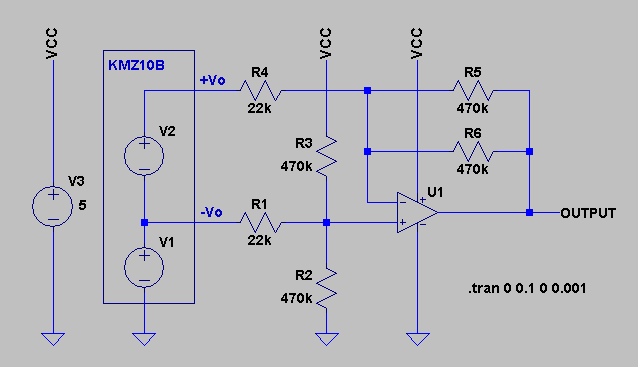 VCC
VCC
VCC
KMZ10B
+Vo
R4
22k
R5
470k
V2
R3
470k
R6
470k
V3
5
-Vo
R1
22k
U1
OUTPUT
V1
R2
470k
.tran 0 0.1 0 0.001